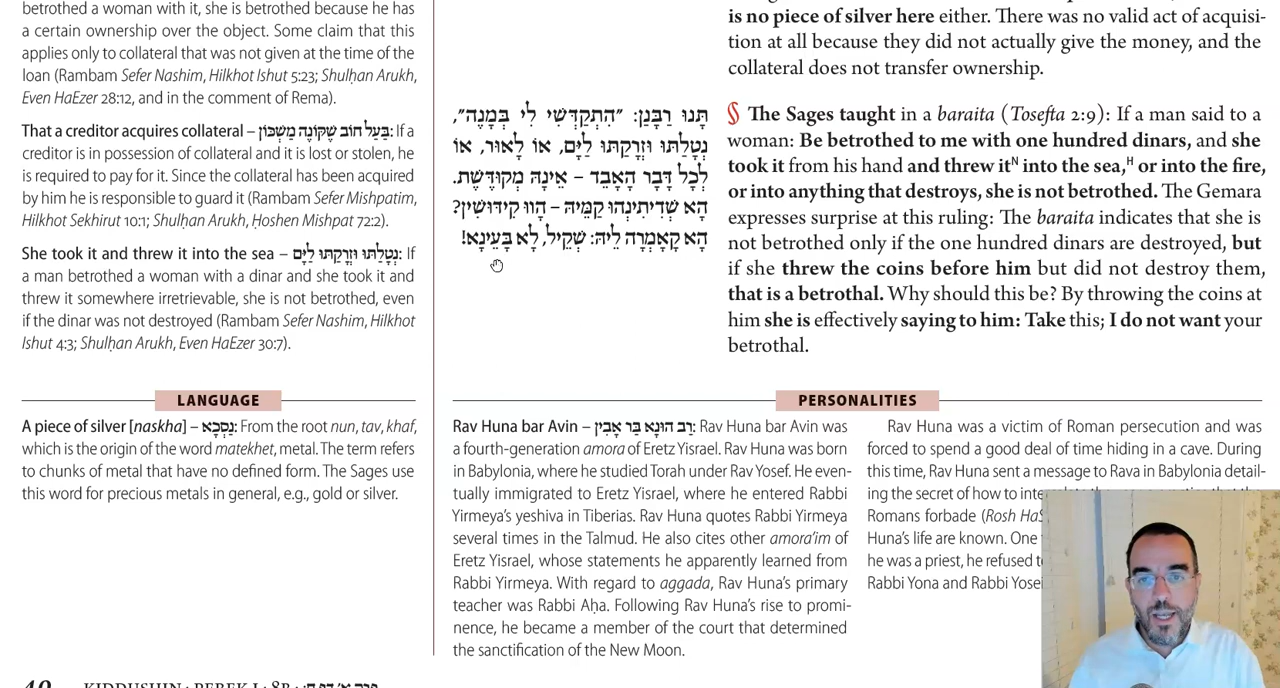 betrothed a woman with it, she is betrothed because he has
a certain ownership over the object. Some claim that this
applies only to collateral that was not given at the time of the
loan (Rambam Sefer Nashim, Hilkhot Ishut 5:23; Shulḥan Arukh,
Even HaEzer 28:12, and in the comment of Rema).
That a creditor acquires collateral – בַּעַל חוֹב שֶׁקּוֹנֶה מַשְׁכּוֹן: If a
creditor is in possession of collateral and it is lost or stolen, he
is required to pay for it. Since the collateral has been acquired
by him he is responsible to guard it (Rambam Sefer Mishpatim,
Hilkhot Sekhirut 10:1; Shulḥan Arukh, Ḥoshen Mishpat 72:2).
She took it and threw it into the sea – נְטָלַתּוּ וּזְרָקַתּוּ לַיָּם: If
a man betrothed a woman with a dinar and she took it and
threw it somewhere irretrievable, she is not betrothed, even
if the dinar was not destroyed (Rambam Sefer Nashim, Hilkhot
Ishut 4:3; Shulḥan Arukh, Even HaEzer 30:7).
תָּנוּ רַבָּנַן: ״הִתְקַדְּשִׁי לִי בְּמָנֶה״,
נְטָלַתּוּ וּזְרָקַתּוּ לַיָּם, אוֹ לָאוּר, אוֹ
לְכׇל דָּבָר הָאָבֵד – אֵינָהּ מְקוּדֶּשֶׁת.
הָא שְׁדֵיתִינְהוּ קַמֵּיהּ – הָווּ קִידּוּשִׁין?
הָא קָאָמְרָה לֵיהּ: שְׁקֵיל, לָא בָּעֵינָא!
is no piece of silver here either. There was no valid act of acquisi-
tion at all because they did not actually give the money, and the
collateral does not transfer ownership.
§ The Sages taught in a baraita (Tosefta 2:9): If a man said to a
woman: Be betrothed to me with one hundred dinars, and she
took it from his hand and threw itN into the sea,H or into the fire,
or into anything that destroys, she is not betrothed. The Gemara
expresses surprise at this ruling: The baraita indicates that she is
not betrothed only if the one hundred dinars are destroyed, but
if she threw the coins before him but did not destroy them,
that is a betrothal. Why should this be? By throwing the coins at
him she is effectively saying to him: Take this; I do not want your
betrothal.
LANGUAGE
A piece of silver [naskha] – נַסְכָּא: From the root nun, tav, khaf,
which is the origin of the word matekhet, metal. The term refers
to chunks of metal that have no defined form. The Sages use
this word for precious metals in general, e.g., gold or silver.
PERSONALITIES
Rav Huna bar Avin – רַב הוּנָא בַּר אָבִין: Rav Huna bar Avin was
a fourth-generation amora of Eretz Yisrael. Rav Huna was born
in Babylonia, where he studied Torah under Rav Yosef. He even-
tually immigrated to Eretz Yisrael, where he entered Rabbi
Yirmeya's yeshiva in Tiberias. Rav Huna quotes Rabbi Yirmeya
several times in the Talmud. He also cites other amora'im of
Eretz Yisrael, whose statements he apparently learned from
Rabbi Yirmeya. With regard to aggada, Rav Huna's primary
teacher was Rabbi Aḥa. Following Rav Huna's rise to promi-
nence, he became a member of the court that determined
the sanctification of the New Moon.
Rav Huna was a victim of Roman persecution and was
forced to spend a good deal of time hiding in a cave. During
this time, Rav Huna sent a message to Rava in Babylonia detail-
ing the secret of how to
Romans forbade (Rosh
Huna's life are known. One
he was a priest, he refused
Rabbi Yona and Rabbi Yosei
40 KIDDUSHIN · PEREK I · 8B